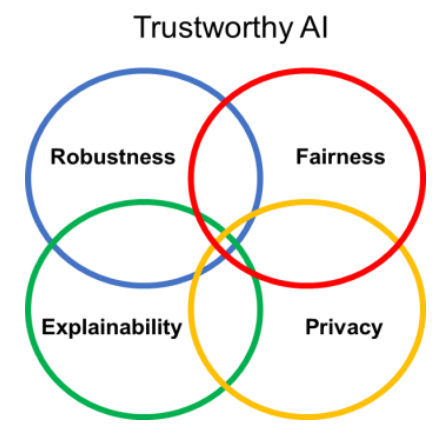 Trustworthy AI
Robustness
Fairness
Explainability
Privacy